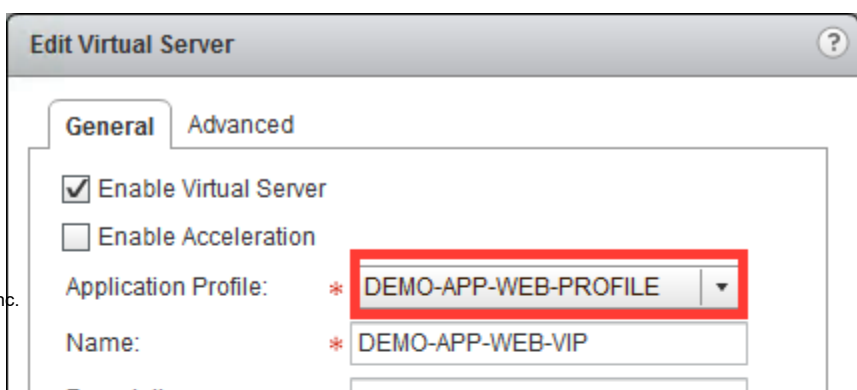 Edit Virtual Server ?
General Advanced
Enable Virtual Server
Enable Acceleration
Application Profile: * DEMO-APP-WEB-PROFILE
nc.
Name: * DEMO-APP-WEB-VIP